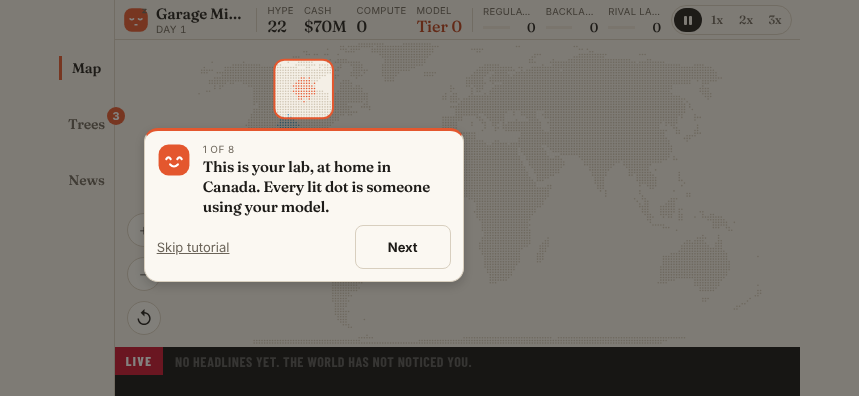 Garage Mi...
DAY 1
HYPE
22
CASH
$70M
COMPUTE
0
MODEL
Tier 0
REGULA...
0
BACKLA...
0
RIVAL LA...
0
1x
2x
3x
Map
Trees
3
News
1 OF 8
This is your lab, at home in
Canada. Every lit dot is someone
using your model.
Skip tutorial
Next
LIVE
NO HEADLINES YET. THE WORLD HAS NOT NOTICED YOU.